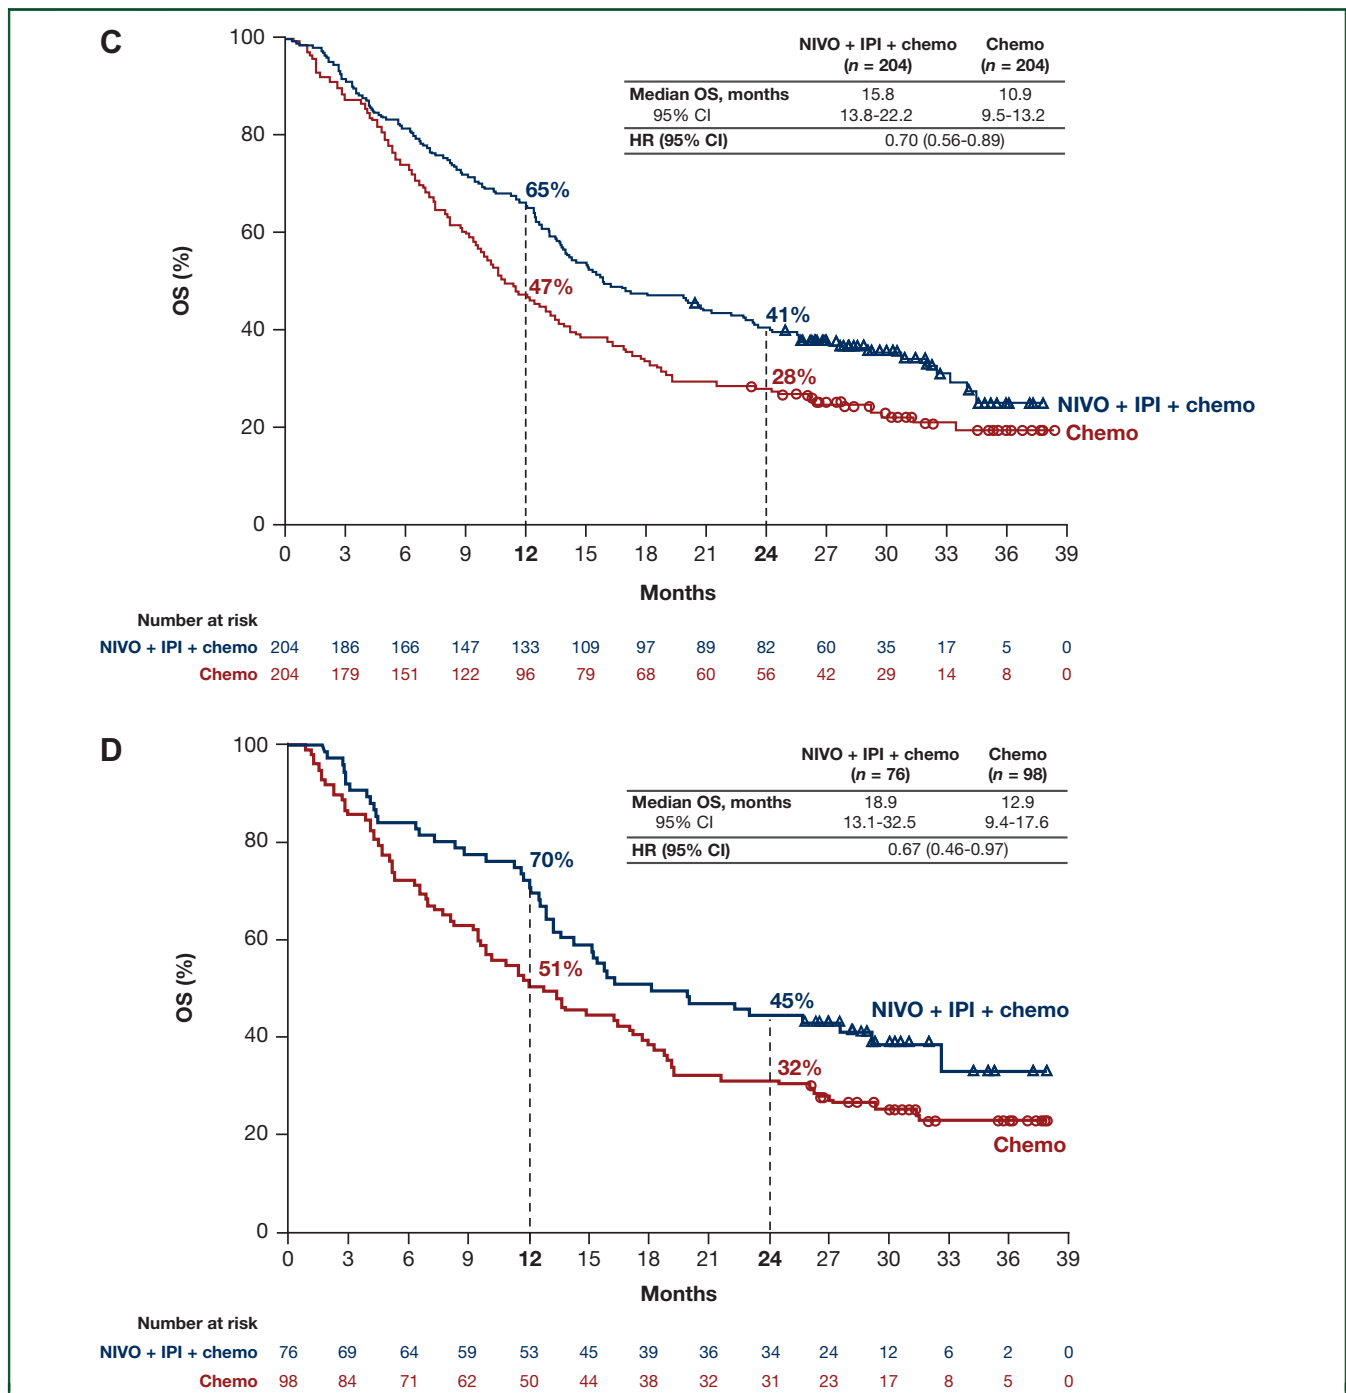 C
NIVO + IPI + chemo Chemo
(n = 204) (n = 204)
Median OS, months 15.8 10.9
95% CI 13.8-22.2 9.5-13.2
HR (95% CI) 0.70 (0.56-0.89)
100
80
60
40
20
0
OS (%)
65%
47%
41%
28%
NIVO + IPI + chemo
Chemo
0 3 6 9 12 15 18 21 24 27 30 33 36 39
Months
Number at risk
NIVO + IPI + chemo 204 186 166 147 133 109 97 89 82 60 35 17 5 0
Chemo 204 179 151 122 96 79 68 60 56 42 29 14 8 0
D
NIVO + IPI + chemo Chemo
(n = 76) (n = 98)
Median OS, months 18.9 12.9
95% CI 13.1-32.5 9.4-17.6
HR (95% CI) 0.67 (0.46-0.97)
100
80
60
40
20
0
OS (%)
70%
51%
45%
32%
NIVO + IPI + chemo
Chemo
0 3 6 9 12 15 18 21 24 27 30 33 36 39
Months
Number at risk
NIVO + IPI + chemo 76 69 64 59 53 45 39 36 34 24 12 6 2 0
Chemo 98 84 71 62 50 44 38 32 31 23 17 8 5 0